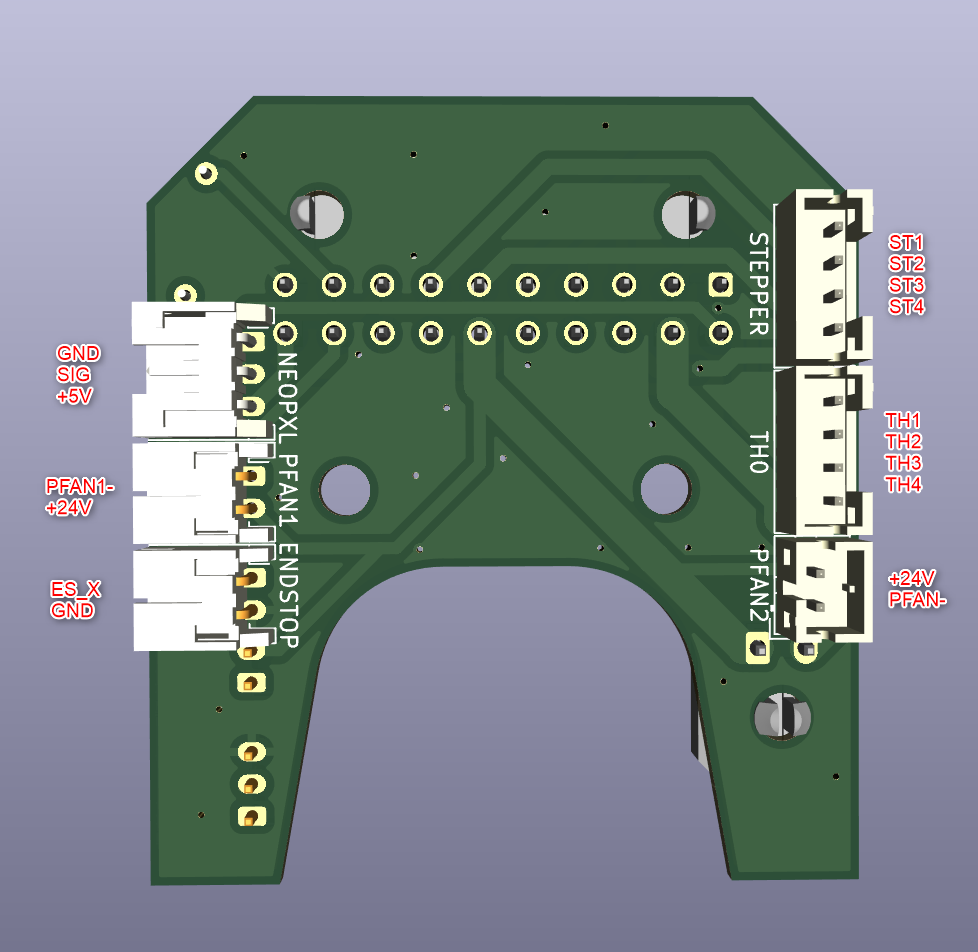 GND
SIG
+5V
PFAN1-
+24V
ES_X
GND
NEOPXL
PFAN1
ENDSTOP
STEPPER
TH0
PFAN2
ST1
ST2
ST3
ST4
TH1
TH2
TH3
TH4
+24V
PFAN-